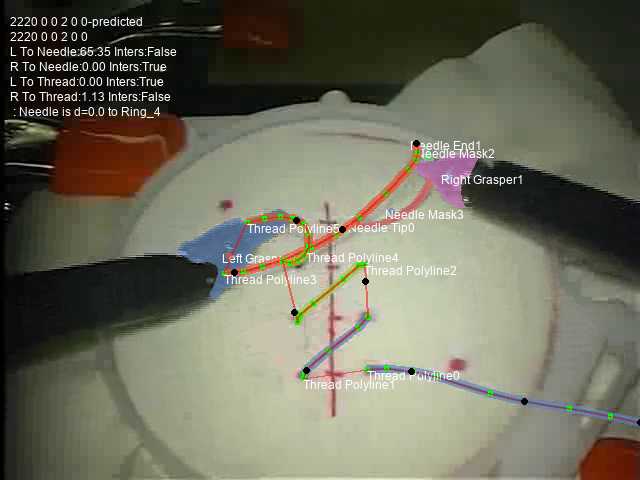 2220 0 0 2 0 0-predicted
2220 0 0 2 0 0
L To Needle:65.35 Inters:False
R To Needle:0.00 Inters:True
L To Thread:0.00 Inters:True
R To Thread:1.13 Inters:False
: Needle is d=0.0 to Ring_4
Needle End1
Needle Mask2
Right Grasper1
Needle Mask3
Needle Tip0
Thread Polyline5
Left Grasp
Thread Polyline4
Thread Polyline2
Thread Polyline3
Thread Polyline0
Thread Polyline1